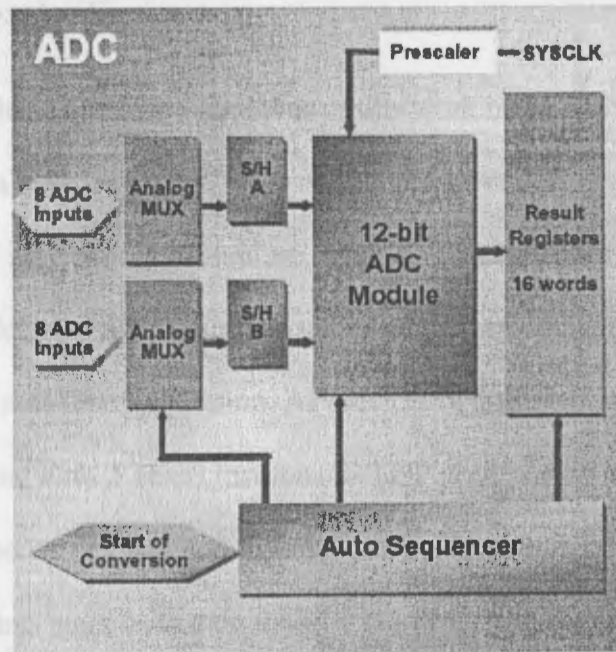 ADC
Prescaler
SYSCLK
8 ADC
Inputs
Analog
MUX
S/H
A
12-bit
ADC
Module
Result
Registers
16 words
8 ADC
Inputs
Analog
MUX
S/H
B
Start of
Conversion
Auto Sequencer